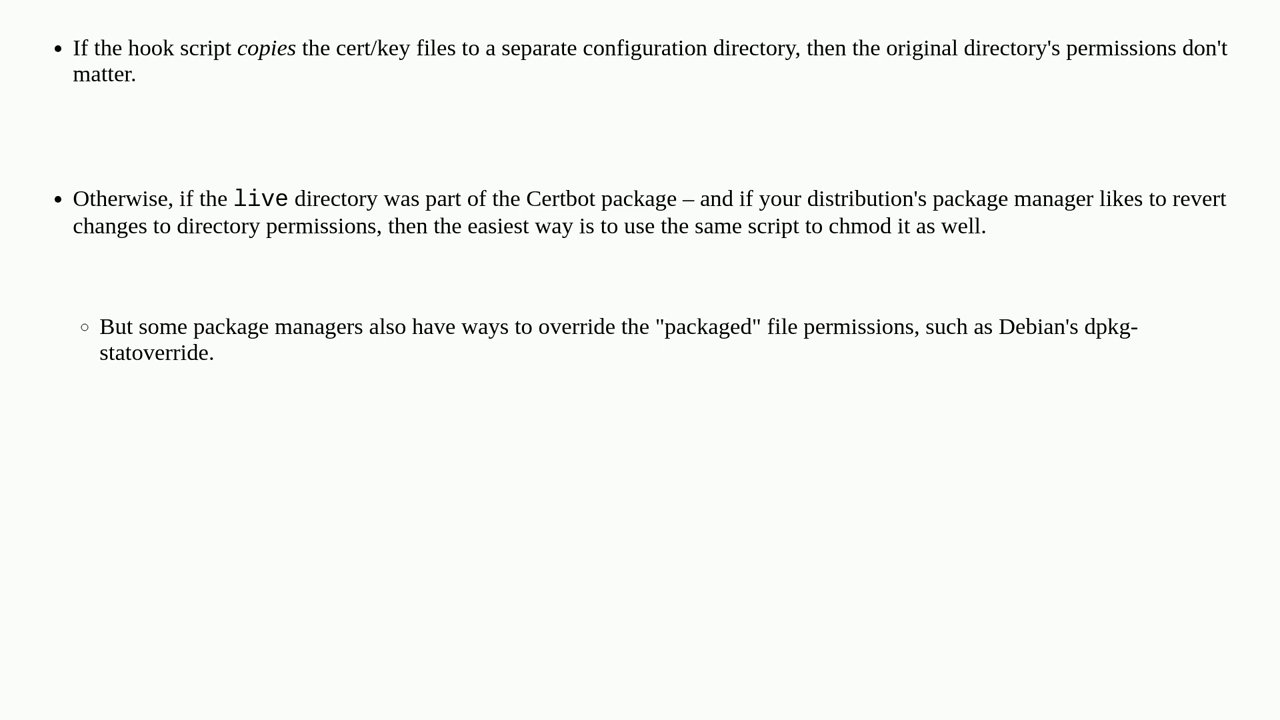 • If the hook script copies the cert/key files to a separate configuration directory, then the original directory's permissions don't
matter.
• Otherwise, if the live directory was part of the Certbot package – and if your distribution's package manager likes to revert
changes to directory permissions, then the easiest way is to use the same script to chmod it as well.
◦ But some package managers also have ways to override the "packaged" file permissions, such as Debian's dpkg-
statoverride.